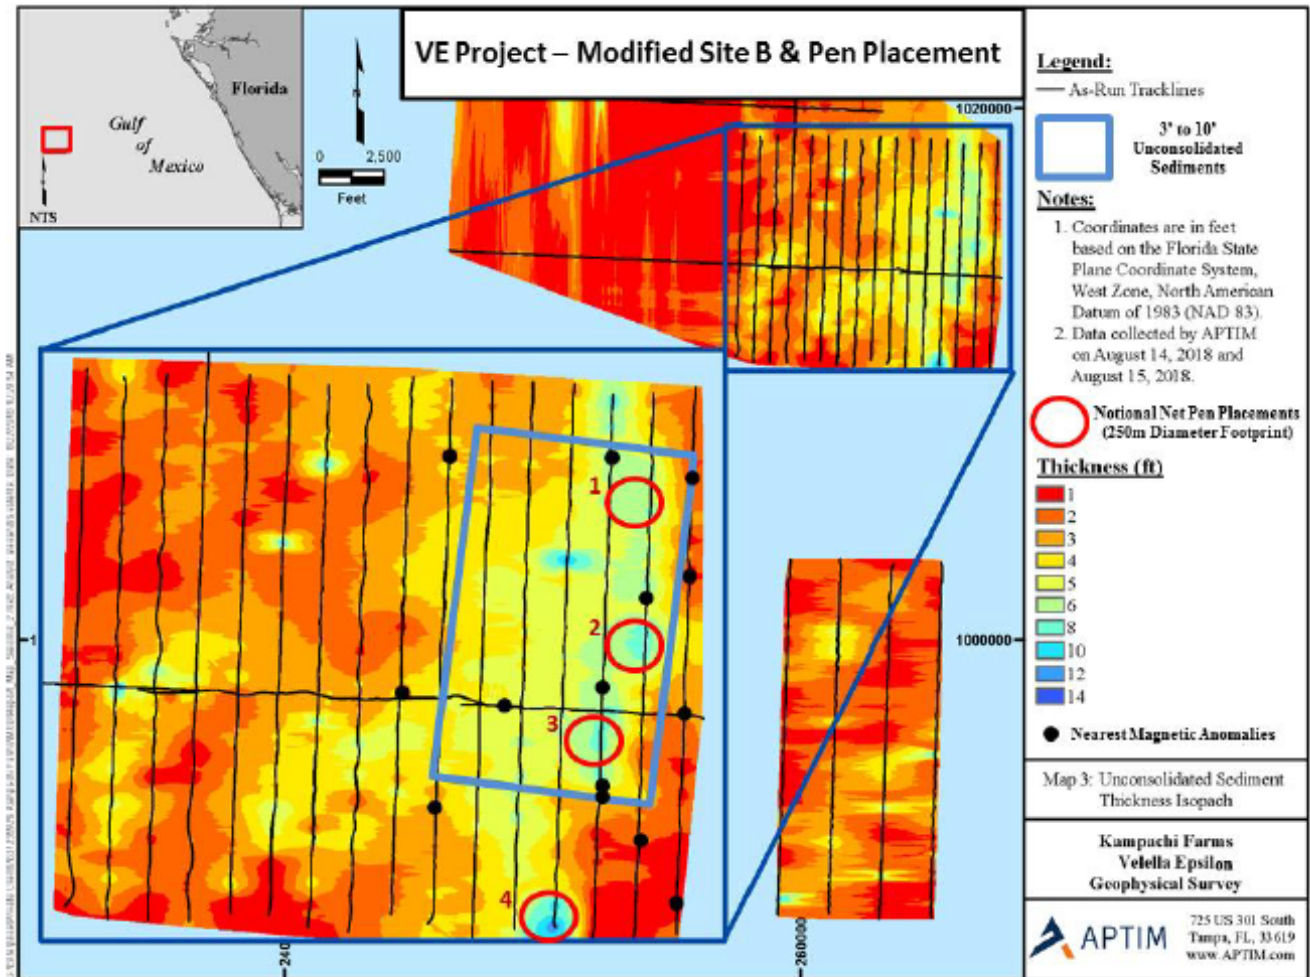 VE Project – Modified Site B & Pen Placement
Florida
Gulf
of
Mexico
NTS
0 2,500
Feet
1020000
1000000
1
240
260000
1
2
3
4
Legend:
As-Run Tracklines
3' to 10'
Unconsolidated
Sediments
Notes:
1. Coordinates are in feet
based on the Florida State
Plane Coordinate System,
West Zone, North American
Datum of 1983 (NAD 83).
2. Data collected by APTIM
on August 14, 2018 and
August 15, 2018.
Notional Net Pen Placements
(250m Diameter Footprint)
Thickness (ft)
1
2
3
4
5
6
8
10
12
14
Nearest Magnetic Anomalies
Map 3: Unconsolidated Sediment
Thickness Isopach
Kampachi Farms
Velella Epsilon
Geophysical Survey
APTIM
725 US 301 South
Tampa, FL, 33619
www.APTIM.com